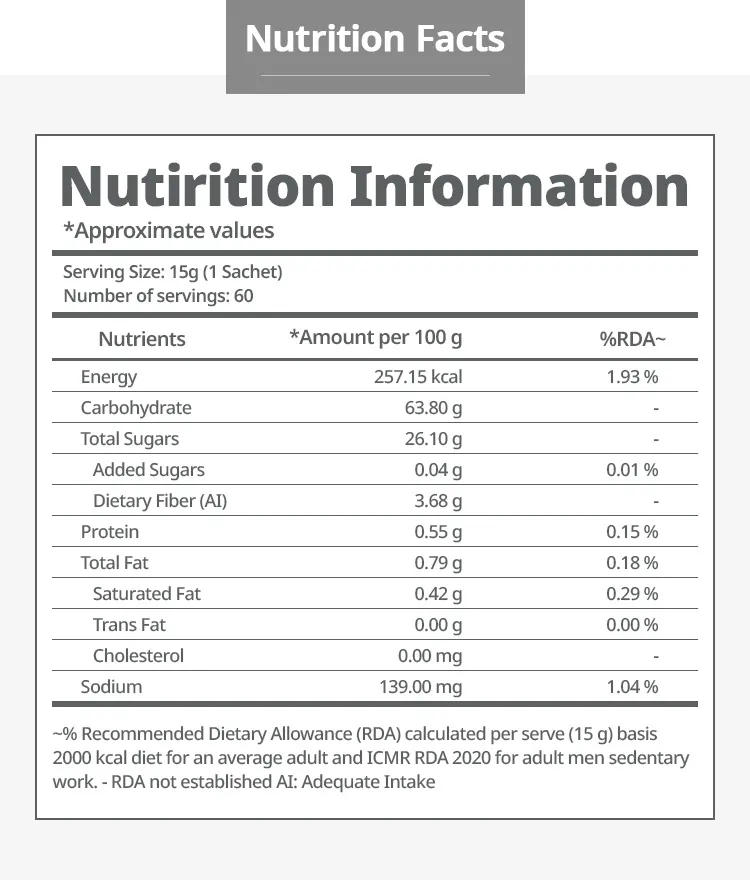 Nutrition Facts
Nutirition Information
*Approximate values
Serving Size: 15g (1 Sachet)
Number of servings: 60
Nutrients *Amount per 100 g %RDA~
Energy 257.15 kcal 1.93 %
Carbohydrate 63.80 g -
Total Sugars 26.10 g -
Added Sugars 0.04 g 0.01 %
Dietary Fiber (AI) 3.68 g -
Protein 0.55 g 0.15 %
Total Fat 0.79 g 0.18 %
Saturated Fat 0.42 g 0.29 %
Trans Fat 0.00 g 0.00 %
Cholesterol 0.00 mg -
Sodium 139.00 mg 1.04 %
~% Recommended Dietary Allowance (RDA) calculated per serve (15 g) basis
2000 kcal diet for an average adult and ICMR RDA 2020 for adult men sedentary
work. - RDA not established AI: Adequate Intake